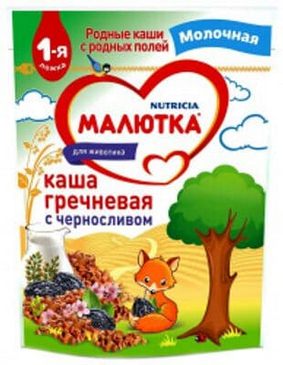 1-я
ложка
Родные каши
с родных полей
Молочная
NUTRICIA
МАЛЮТКА
для животика
каша
гречневая
с черносливом